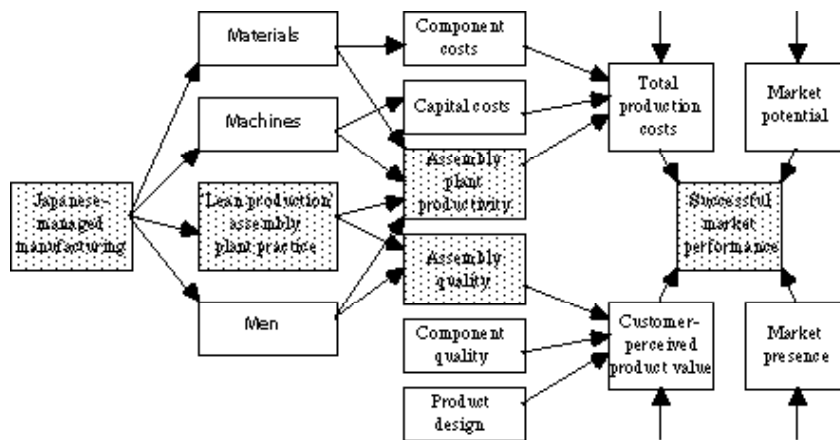 Materials
Component
costs
Total
production
costs
Market
potential
Machines
Capital costs
Japanese-
managed
manufacturing
'Lean production'
assembly
plant practice
Assembly
plant
productivity
Successful
market
performance
Assembly
quality
Men
Component
quality
Customer-
perceived
product value
Market
presence
Product
design